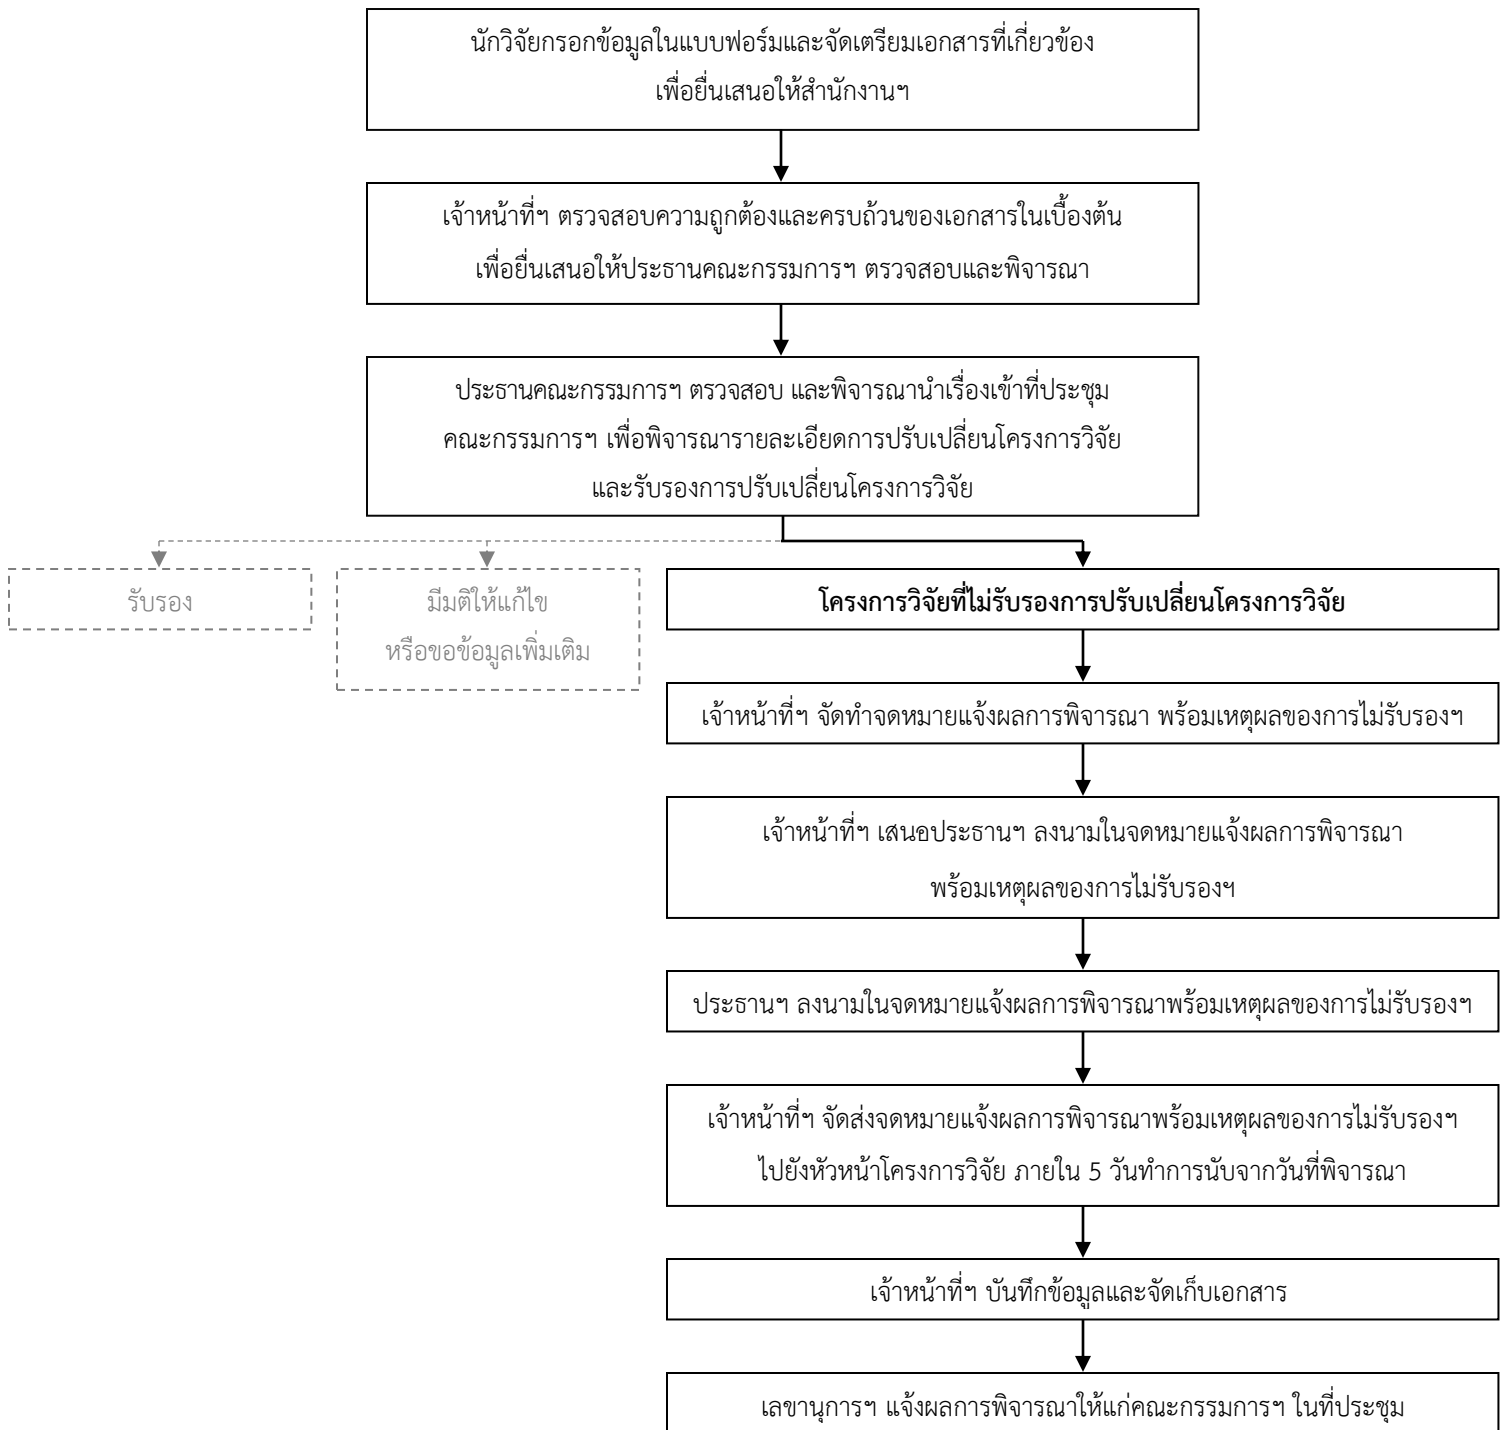 นักวิจัยกรอกข้อมูลในแบบฟอร์มและจัดเตรียมเอกสารที่เกี่ยวข้อง
เพื่อยื่นเสนอให้สำนักงานฯ
เจ้าหน้าที่ฯ ตรวจสอบความถูกต้องและครบถ้วนของเอกสารในเบื้องต้น
เพื่อยื่นเสนอให้ประธานคณะกรรมการฯ ตรวจสอบและพิจารณา
ประธานคณะกรรมการฯ ตรวจสอบ และพิจารณานำเรื่องเข้าที่ประชุม
คณะกรรมการฯ เพื่อพิจารณารายละเอียดการปรับเปลี่ยนโครงการวิจัย
และรับรองการปรับเปลี่ยนโครงการวิจัย
รับรอง
มีมติให้แก้ไข
หรือขอข้อมูลเพิ่มเติม
โครงการวิจัยที่ไม่รับรองการปรับเปลี่ยนโครงการวิจัย
เจ้าหน้าที่ฯ จัดทำจดหมายแจ้งผลการพิจารณา พร้อมเหตุผลของการไม่รับรองฯ
เจ้าหน้าที่ฯ เสนอประธานฯ ลงนามในจดหมายแจ้งผลการพิจารณา
พร้อมเหตุผลของการไม่รับรองฯ
ประธานฯ ลงนามในจดหมายแจ้งผลการพิจารณาพร้อมเหตุผลของการไม่รับรองฯ
เจ้าหน้าที่ฯ จัดส่งจดหมายแจ้งผลการพิจารณาพร้อมเหตุผลของการไม่รับรองฯ
ไปยังหัวหน้าโครงการวิจัย ภายใน 5 วันทำการนับจากวันที่พิจารณา
เจ้าหน้าที่ฯ บันทึกข้อมูลและจัดเก็บเอกสาร
เลขานุการฯ แจ้งผลการพิจารณาให้แก่คณะกรรมการฯ ในที่ประชุม